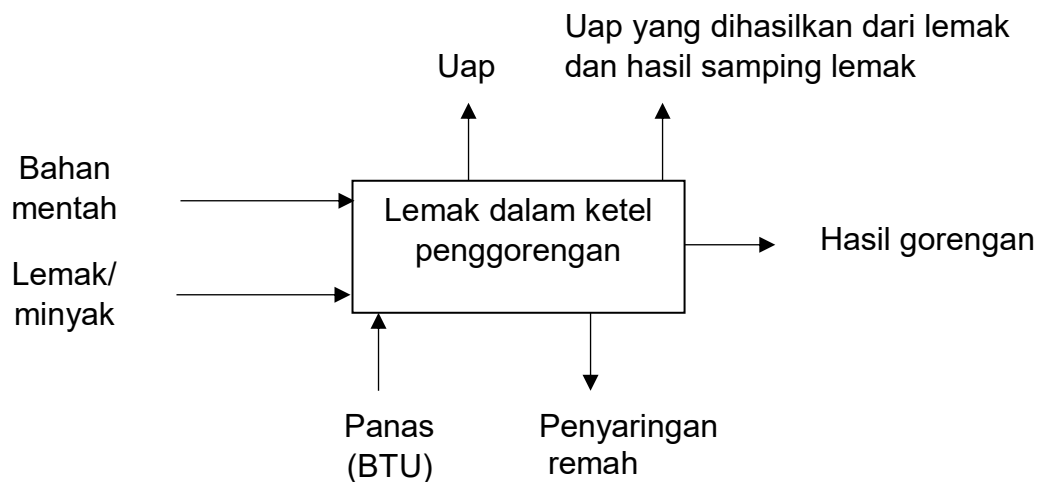 Uap yang dihasilkan dari lemak
dan hasil samping lemak
Uap
Bahan
mentah
Lemak/
minyak
Lemak dalam ketel
penggorengan
Hasil gorengan
Panas
(BTU)
Penyaringan
remah